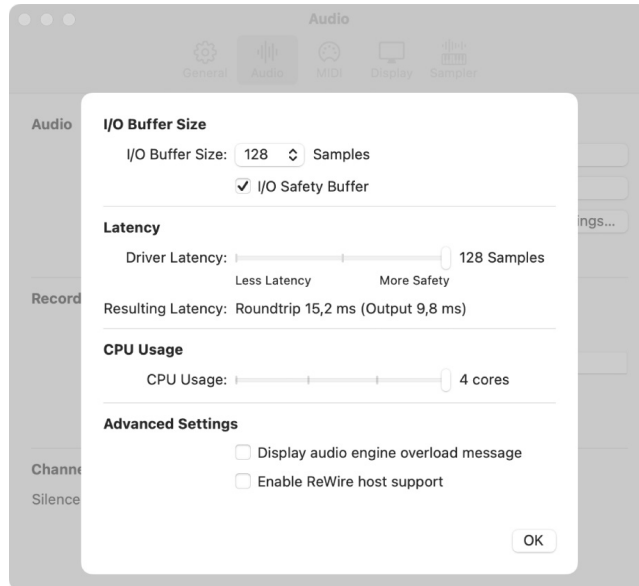 Audio
General Audio MIDI Display Sampler
Audio
I/O Buffer Size
I/O Buffer Size: 128 Samples
I/O Safety Buffer
ings...
Latency
Driver Latency: 128 Samples
Less Latency More Safety
Record
Resulting Latency: Roundtrip 15,2 ms (Output 9,8 ms)
CPU Usage
CPU Usage: 4 cores
Advanced Settings
Display audio engine overload message
Channe
Enable ReWire host support
Silence
OK